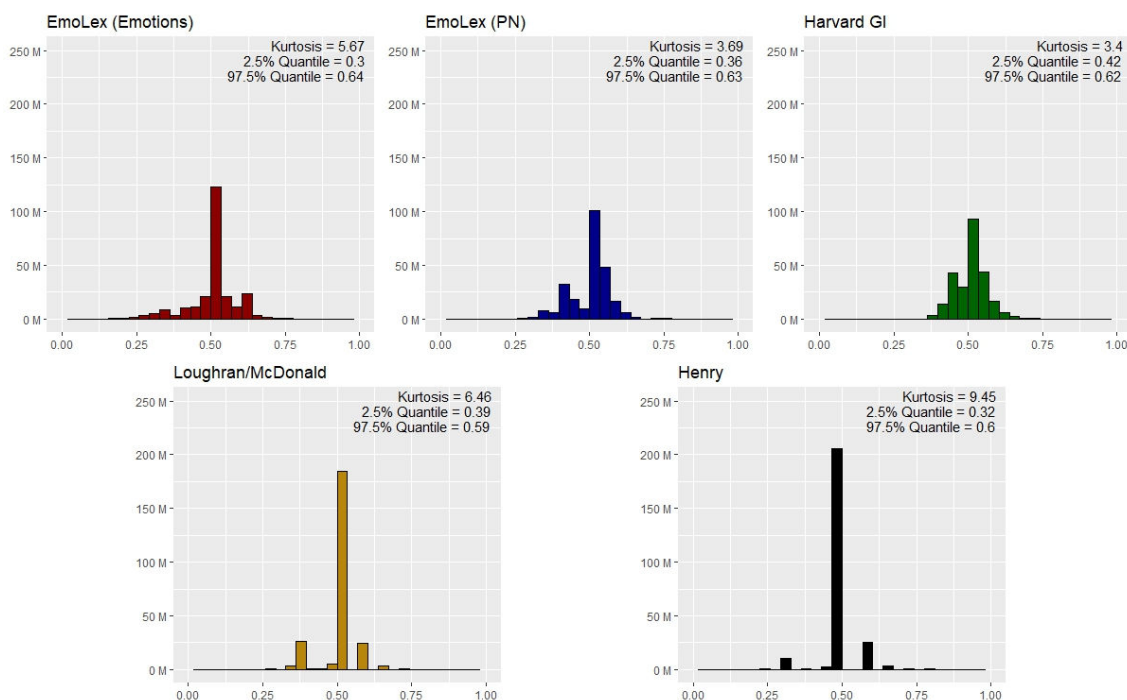 EmoLex (Emotions)
Kurtosis = 5.67
2.5% Quantile = 0.3
97.5% Quantile = 0.64
250 M
200 M
150 M
100 M
50 M
0 M
0.00 0.25 0.50 0.75 1.00
EmoLex (PN)
Kurtosis = 3.69
2.5% Quantile = 0.36
97.5% Quantile = 0.63
250 M
200 M
150 M
100 M
50 M
0 M
0.00 0.25 0.50 0.75 1.00
Harvard GI
Kurtosis = 3.4
2.5% Quantile = 0.42
97.5% Quantile = 0.62
250 M
200 M
150 M
100 M
50 M
0 M
0.00 0.25 0.50 0.75 1.00
Loughran/McDonald
Kurtosis = 6.46
2.5% Quantile = 0.39
97.5% Quantile = 0.59
250 M
200 M
150 M
100 M
50 M
0 M
0.00 0.25 0.50 0.75 1.00
Henry
Kurtosis = 9.45
2.5% Quantile = 0.32
97.5% Quantile = 0.6
250 M
200 M
150 M
100 M
50 M
0 M
0.00 0.25 0.50 0.75 1.00